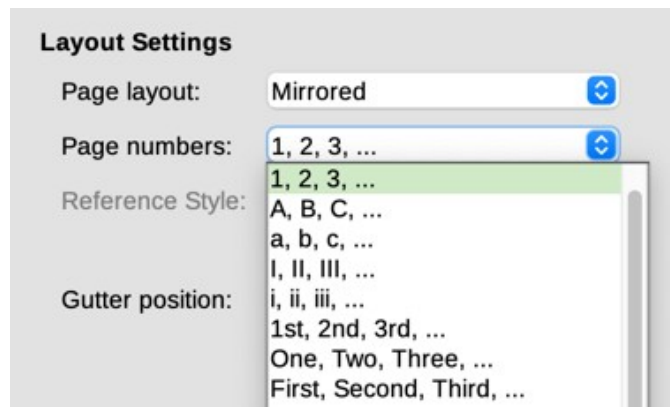 Layout Settings
Page layout: Mirrored
Page numbers: 1, 2, 3, ...
1, 2, 3, ...
Reference Style:
A, B, C, ...
a, b, c, ...
I, II, III, ...
Gutter position:
i, ii, iii, ...
1st, 2nd, 3rd, ...
One, Two, Three, ...
First, Second, Third, ...